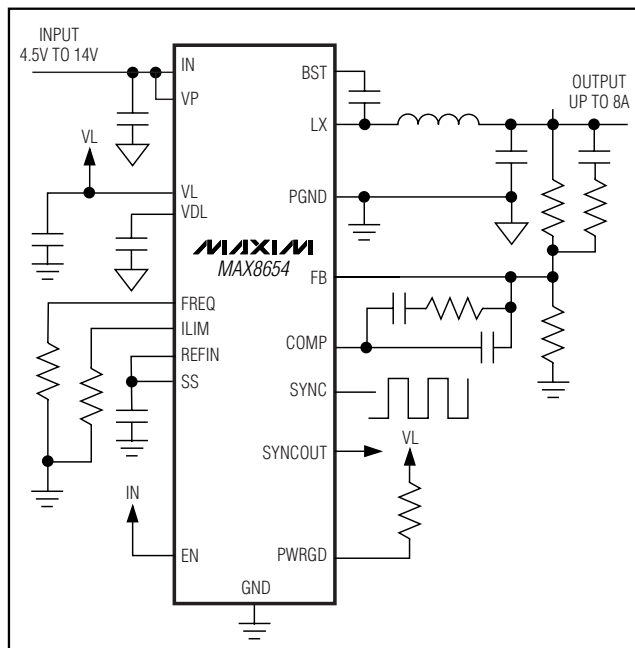 INPUT
4.5V TO 14V
IN
VP
VL
VL
VDL
FREQ
ILIM
REFIN
SS
IN
EN
MAXIM
MAX8654
GND
BST
LX
PGND
FB
COMP
SYNC
SYNCOUT
VL
PWRGD
OUTPUT
UP TO 8A